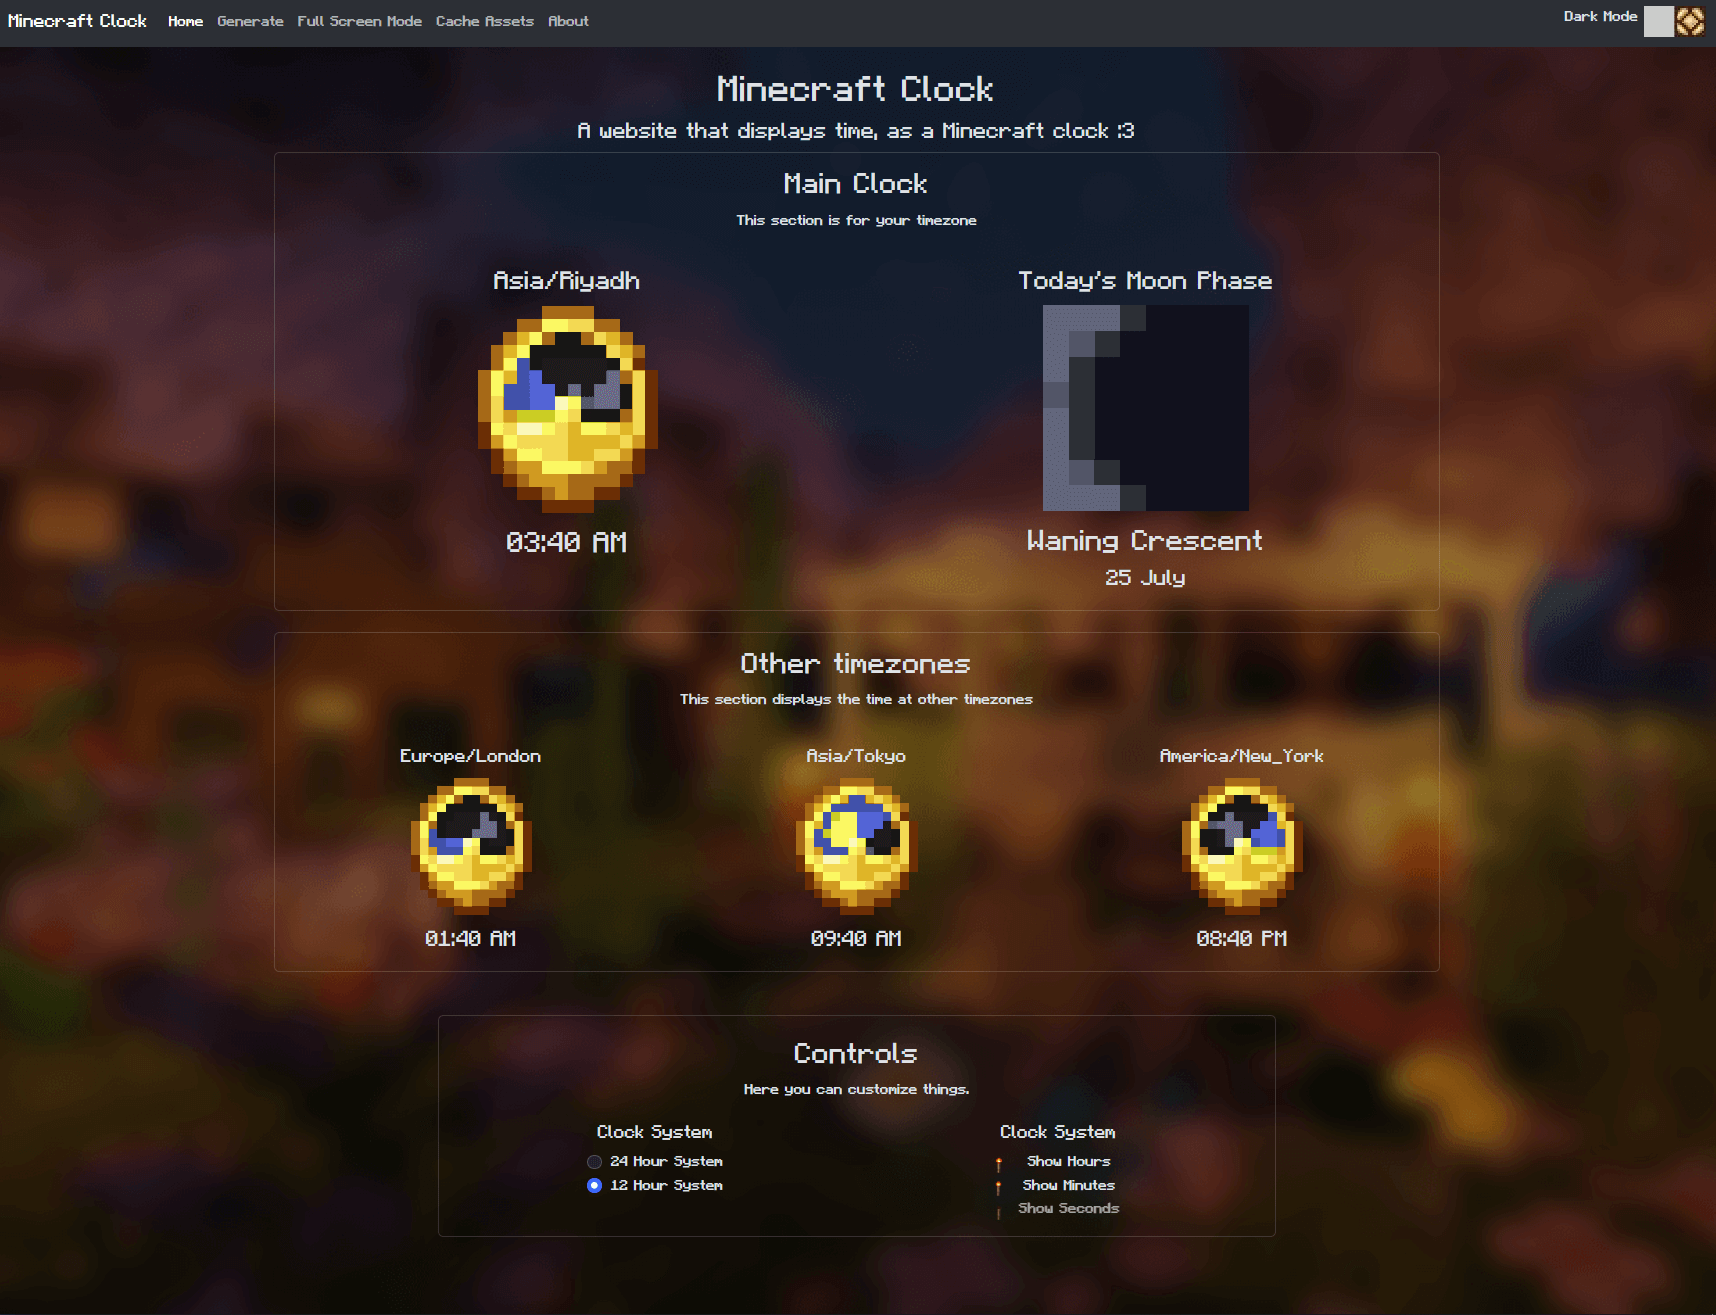 Minecraft Clock Home Generate Full Screen Mode Cache Assets About Dark Mode
Minecraft Clock
A website that displays time, as a Minecraft clock :3
Main Clock
This section is for your timezone
Asia/Riyadh
03:40 AM
Today's Moon Phase
Waning Crescent
25 July
Other timezones
This section displays the time at other timezones
Europe/London
01:40 AM
Asia/Tokyo
09:40 AM
America/New_York
08:40 PM
Controls
Here you can customize things.
Clock System
24 Hour System
12 Hour System
Clock System
Show Hours
Show Minutes
Show Seconds